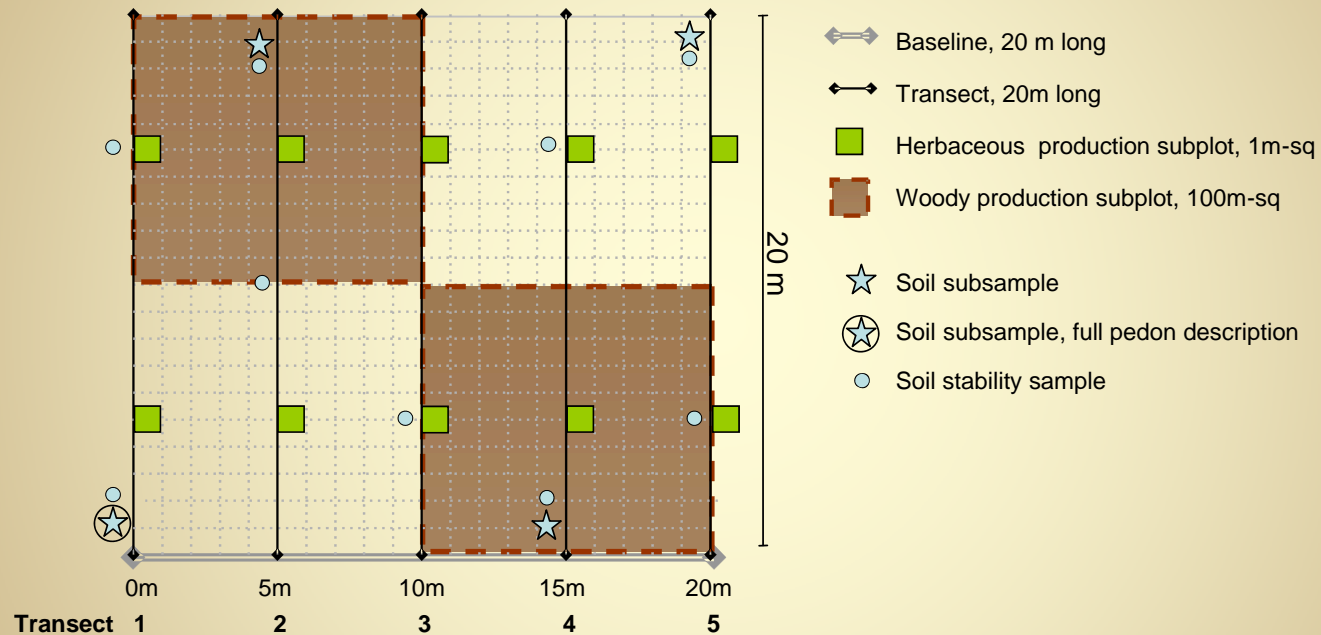 Baseline, 20 m long
Transect, 20m long
Herbaceous production subplot, 1m-sq
Woody production subplot, 100m-sq
20 m
Soil subsample
Soil subsample, full pedon description
Soil stability sample
0m 5m 10m 15m 20m
Transect 1 2 3 4 5